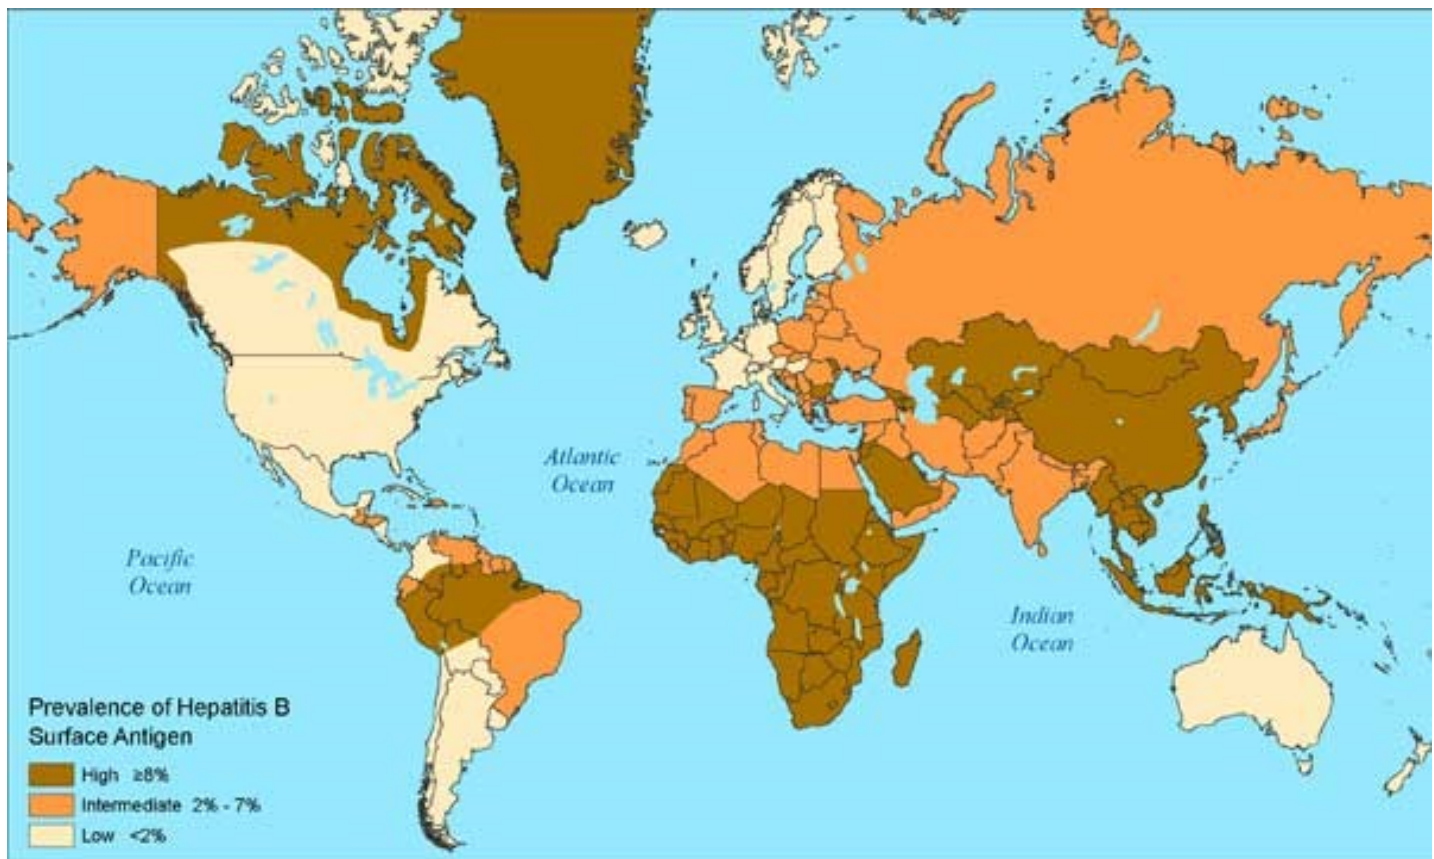 Atlantic
Ocean
Pacific
Ocean
Indian
Ocean
Prevalence of Hepatitis B
Surface Antigen
High ≥8%
Intermediate 2% - 7%
Low <2%